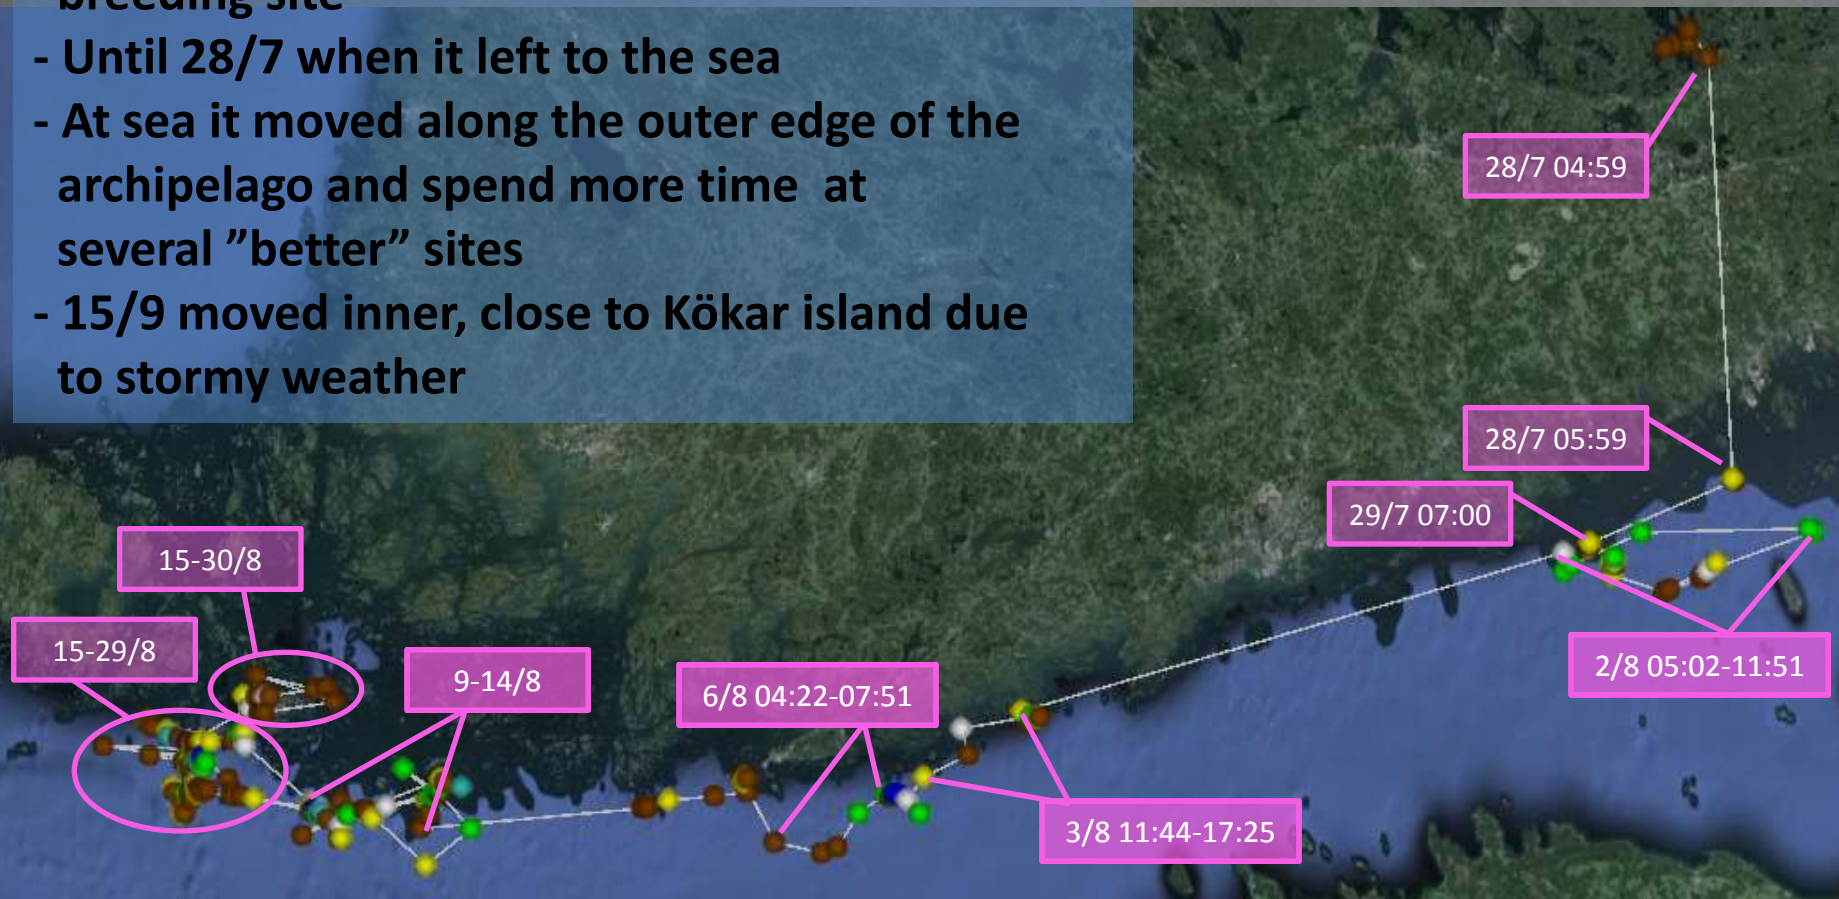 breeding site
- Until 28/7 when it left to the sea
- At sea it moved along the outer edge of the
archipelago and spend more time  at
several ”better” sites
- 15/9 moved inner, close to Kökar island due
to stormy weather
28/7 04:59
28/7 05:59
29/7 07:00
15-30/8
15-29/8
9-14/8
6/8 04:22-07:51
2/8 05:02-11:51
3/8 11:44-17:25